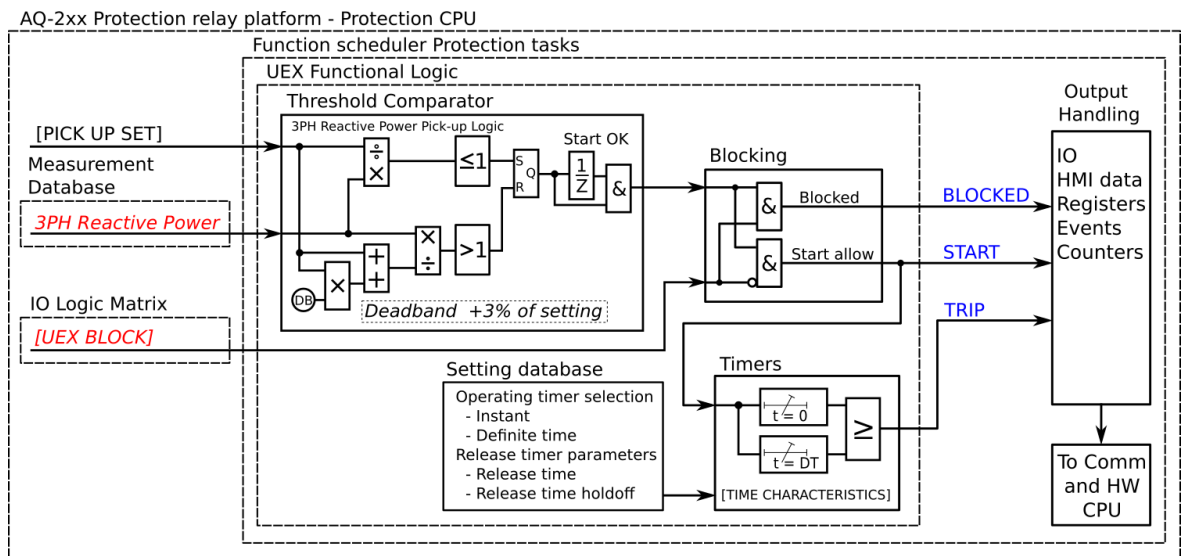 AQ-2xx Protection relay platform - Protection CPU
Function scheduler Protection tasks
UEX Functional Logic
Threshold Comparator
3PH Reactive Power Pick-up Logic
[PICK UP SET]
Measurement
Database
3PH Reactive Power
IO Logic Matrix
[UEX BLOCK]
÷
×
≤1
S
Q
R
Start OK
1
Z
&
×
÷
>1
+
+
×
DB
Deadband +3% of setting
Blocking
&
Blocked
&
Start allow
BLOCKED
START
TRIP
Output
Handling
IO
HMI data
Registers
Events
Counters
Setting database
Operating timer selection
- Instant
- Definite time
Release timer parameters
- Release time
- Release time holdoff
Timers
t = 0
t = DT
≥
[TIME CHARACTERISTICS]
To Comm
and HW
CPU